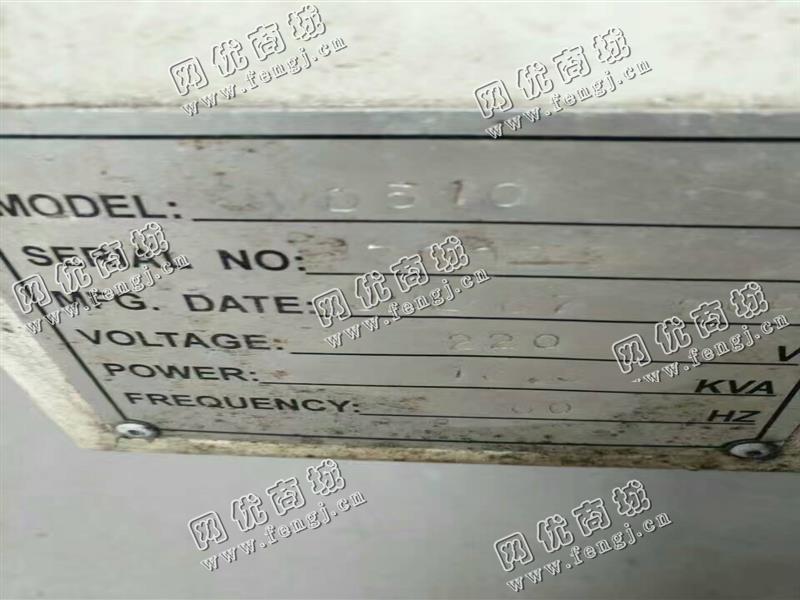 网优商城
www.fengj.cn
网优商城
www.fengj.cn
MODEL:
SERIAL NO:
MFG. DATE:
VOLTAGE: 220 V
POWER: KVA
FREQUENCY: 60 HZ
网优商城
www.fengj.cn
网优商城
www.fengj.cn
网优商城
www.fengj.cn
网优商城
www.fengj.cn
网优商城
www.fengj.cn